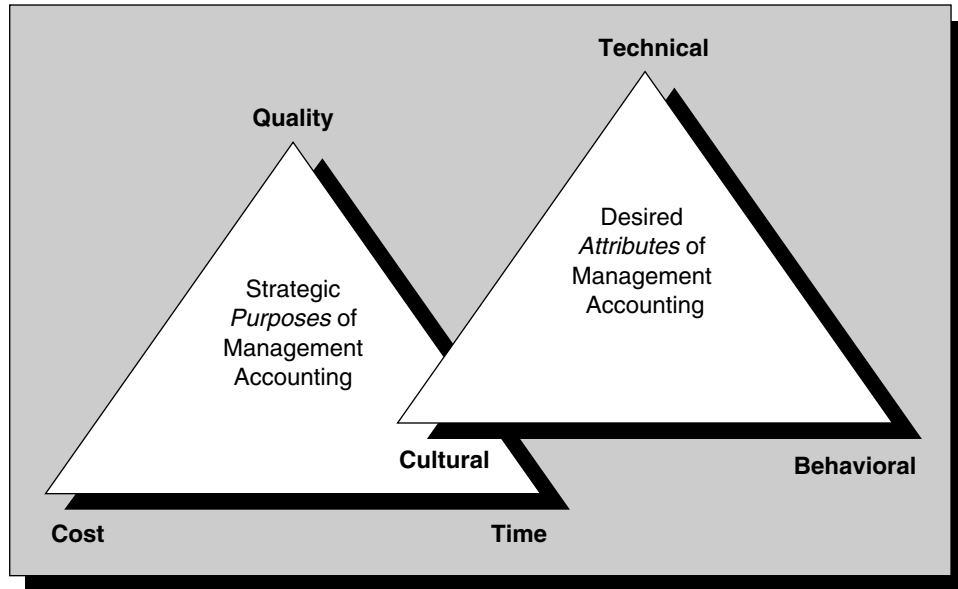 Technical
Quality
Desired
Attributes of
Management
Accounting
Strategic
Purposes of
Management
Accounting
Cultural
Behavioral
Cost
Time